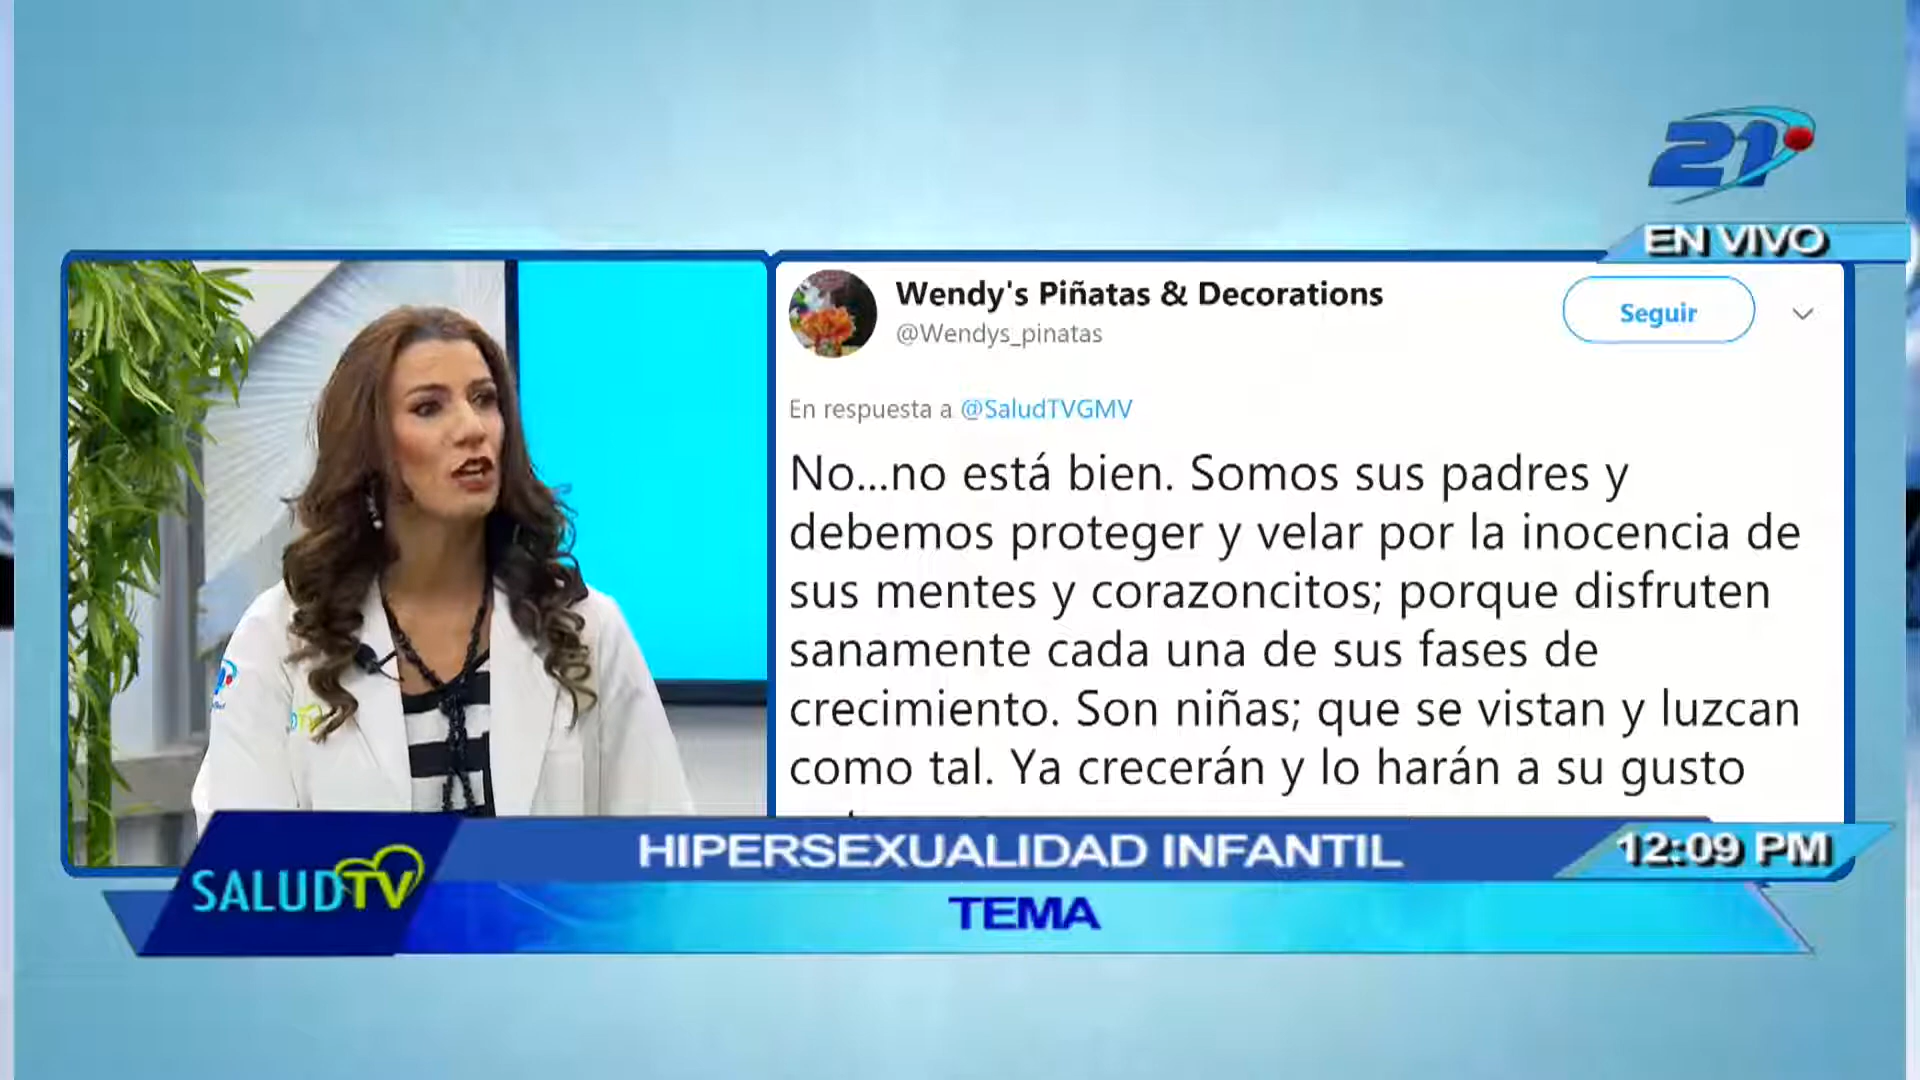 21
EN VIVO
Wendy's Piñatas & Decorations
@Wendys_pinatas
Seguir
En respuesta a @SaludTVGMV
No...no está bien. Somos sus padres y
debemos proteger y velar por la inocencia de
sus mentes y corazoncitos; porque disfruten
sanamente cada una de sus fases de
crecimiento. Son niñas; que se vistan y luzcan
como tal. Ya crecerán y lo harán a su gusto
HIPERSEXUALIDAD INFANTIL
12:09 PM
SALUDTV
TEMA